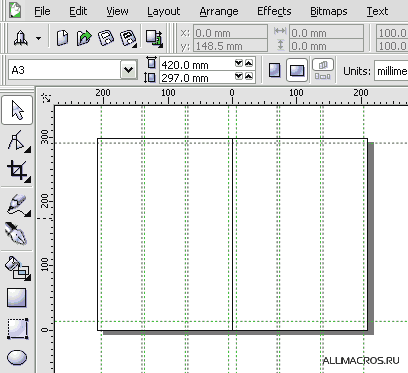 File Edit View Layout Arrange Effects Bitmaps Text
x: 0.0 mm 0.0 mm 100.0
y: 148.5 mm 0.0 mm 100.0
A3 420.0 mm 297.0 mm Units: millime
200 100 0 100 200
300
200
100
0
ALLMACROS.RU